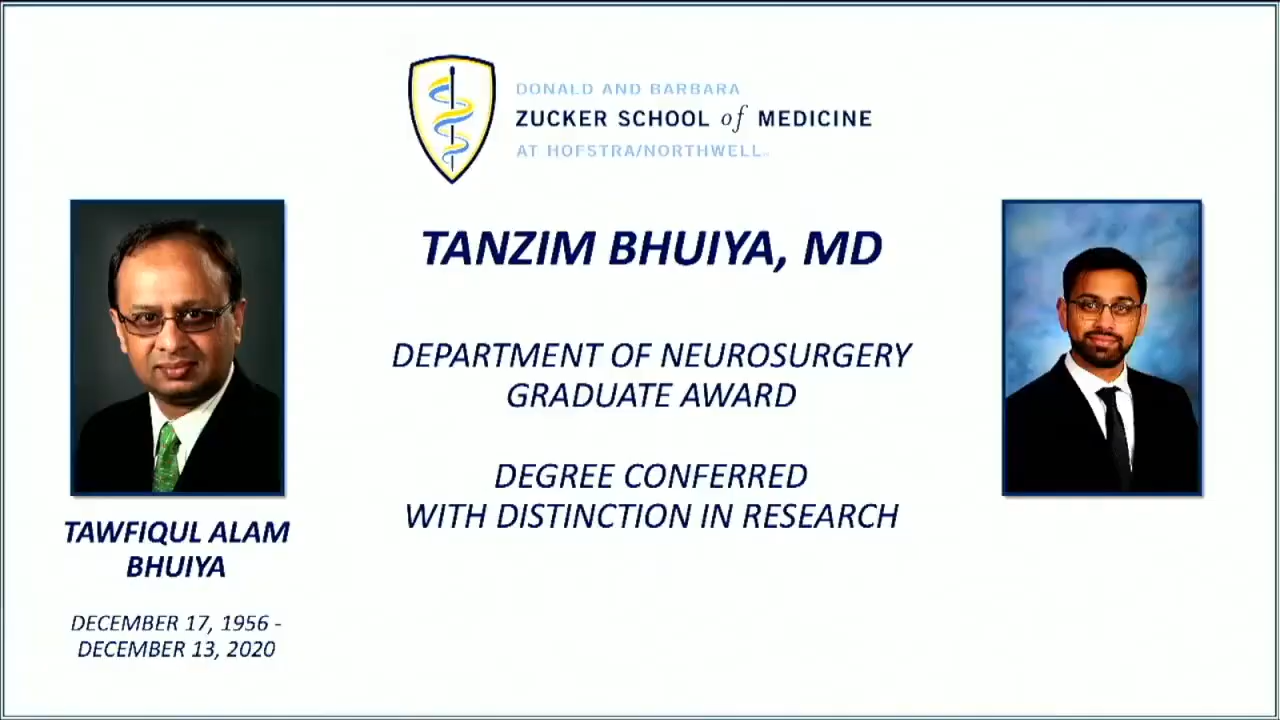 DONALD AND BARBARA
ZUCKER SCHOOL of MEDICINE
AT HOFSTRA/NORTHWELL
TANZIM BHUIYA, MD
DEPARTMENT OF NEUROSURGERY
GRADUATE AWARD
DEGREE CONFERRED
WITH DISTINCTION IN RESEARCH
TAWFIQUL ALAM
BHUIYA
DECEMBER 17, 1956 -
DECEMBER 13, 2020